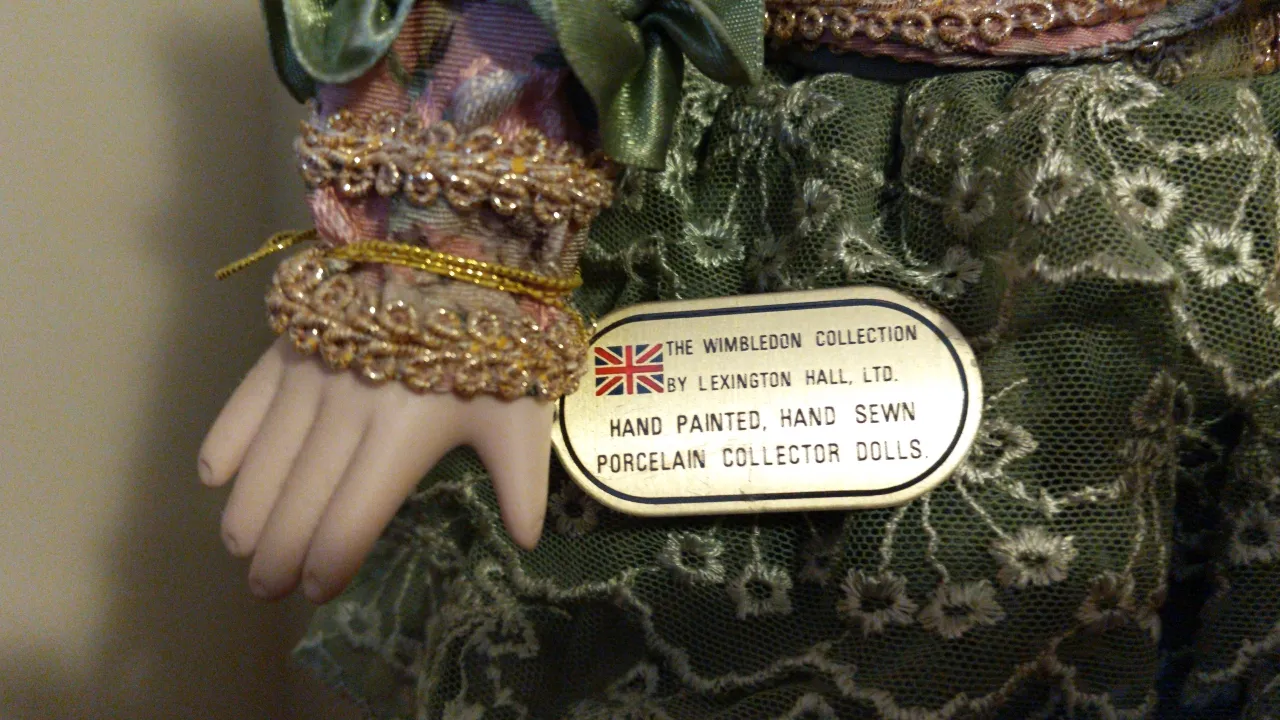 THE WIMBLEDON COLLECTION
BY LEXINGTON HALL, LTD.
HAND PAINTED, HAND SEWN
PORCELAIN COLLECTOR DOLLS.